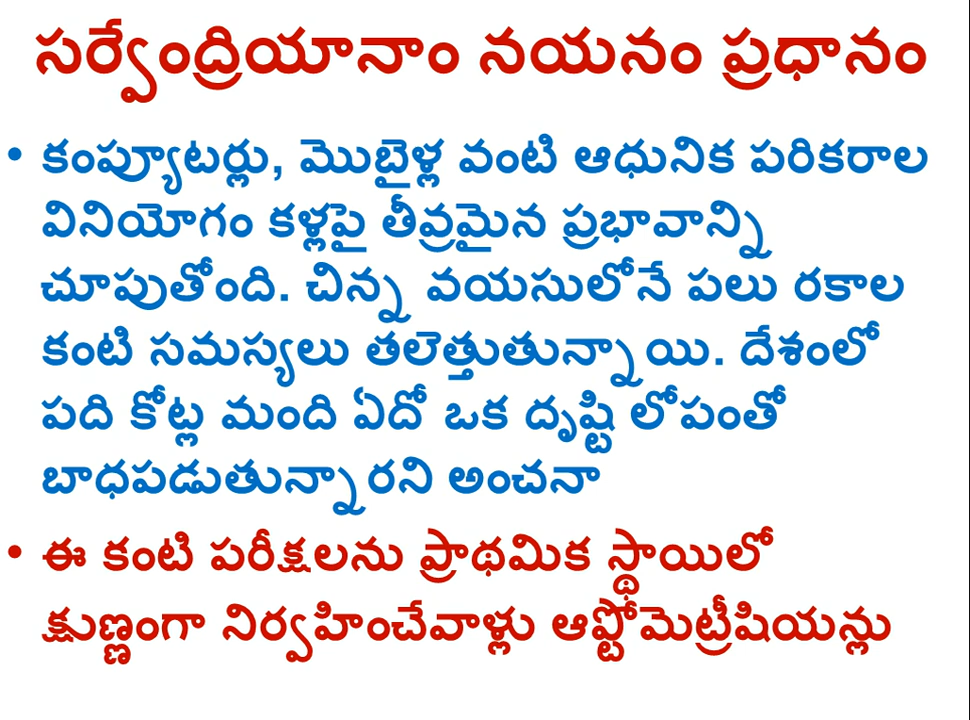 సర్వేంద్రియానాం నయనం ప్రధానం
• కంప్యూటర్లు, మొబైళ్ల వంటి ఆధునిక పరికరాల
వినియోగం కళ్లపై తీవ్రమైన ప్రభావాన్ని
చూపుతోంది. చిన్న వయసులోనే పలు రకాల
కంటి సమస్యలు తలెత్తుతున్నాయి. దేశంలో
పది కోట్ల మంది ఏదో ఒక దృష్టి లోపంతో
బాధపడుతున్నారని అంచనా
• ఈ కంటి పరీక్షలను ప్రాథమిక స్థాయిలో
క్షుణ్ణంగా నిర్వహించేవాళ్లు ఆప్టోమెట్రీషియన్లు